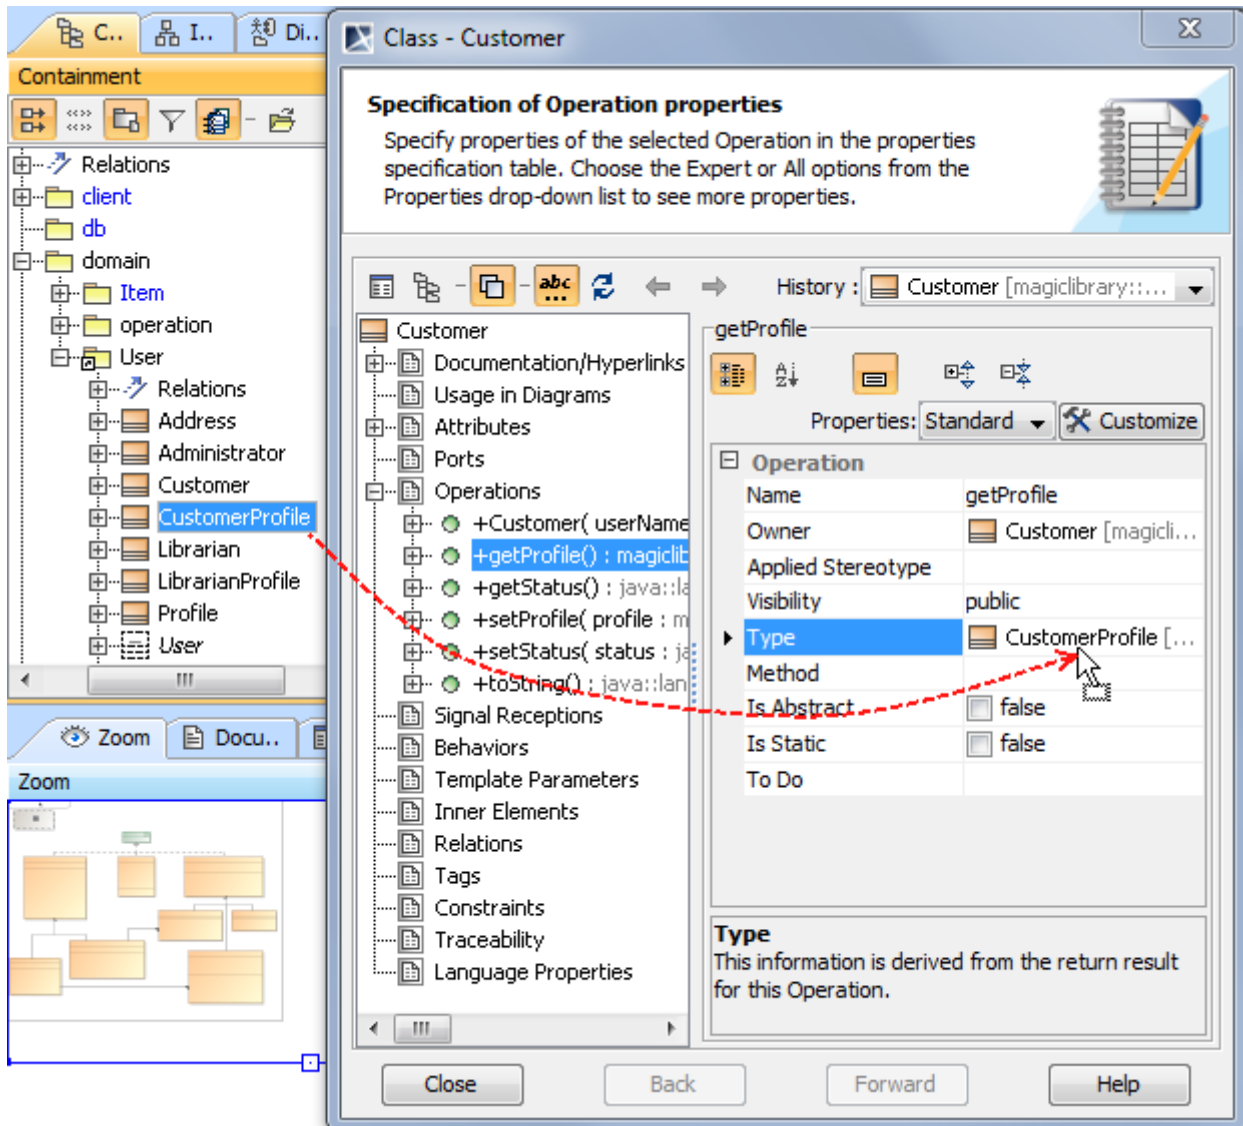 C..
I..
Di..
Containment
Relations
client
db
domain
Item
operation
User
Relations
Address
Administrator
Customer
CustomerProfile
Librarian
LibrarianProfile
Profile
User
Zoom
Docu..
Zoom
Class - Customer
Specification of Operation properties
Specify properties of the selected Operation in the properties
specification table. Choose the Expert or All options from the
Properties drop-down list to see more properties.
abc
...
History :
Customer [magiclibrary::...
Customer
Documentation/Hyperlinks
Usage in Diagrams
Attributes
Ports
Operations
+Customer( userName
+getProfile() : magiclib
+getStatus() : java::la
+setProfile( profile : m
+setStatus( status : ja
+toString() : java::lan
Signal Receptions
Behaviors
Template Parameters
Inner Elements
Relations
Tags
Constraints
Traceability
Language Properties
getProfile
A
Z
Properties: Standard
Customize
Operation
Name getProfile
Owner Customer [magicli...
Applied Stereotype
Visibility public
Type CustomerProfile [...
Method
Is Abstract false
Is Static false
To Do
Type
This information is derived from the return result
for this Operation.
Close
Back
Forward
Help